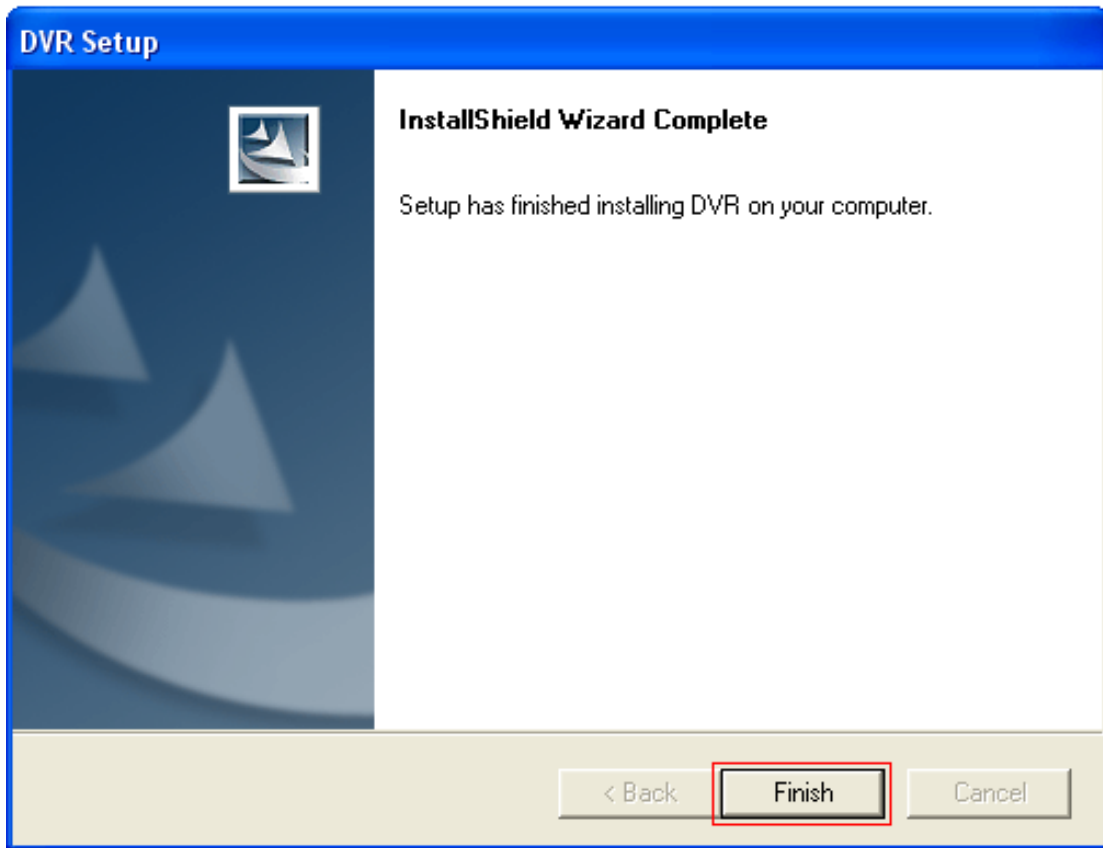 DVR Setup
InstallShield Wizard Complete
Setup has finished installing DVR on your computer.
< Back
Finish
Cancel